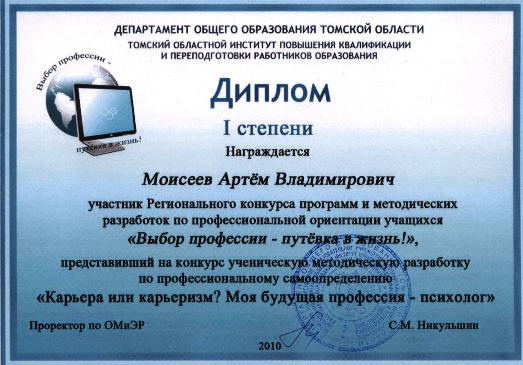 ДЕПАРТАМЕНТ ОБЩЕГО ОБРАЗОВАНИЯ ТОМСКОЙ ОБЛАСТИ
ТОМСКИЙ ОБЛАСТНОЙ ИНСТИТУТ ПОВЫШЕНИЯ КВАЛИФИКАЦИИ
И ПЕРЕПОДГОТОВКИ РАБОТНИКОВ ОБРАЗОВАНИЯ
Выбор профессии -
путёвка в жизнь!
Диплом
I степени
Награждается
Моисеев Артём Владимирович
участник Регионального конкурса программ и методических
разработок по профессиональной ориентации учащихся
«Выбор профессии - путёвка в жизнь!»,
представивший на конкурс ученическую методическую разработку
по профессиональному самоопределению
«Карьера или карьеризм? Моя будущая профессия - психолог»
Проректор по ОМиЭР
С.М. Никульшин
2010